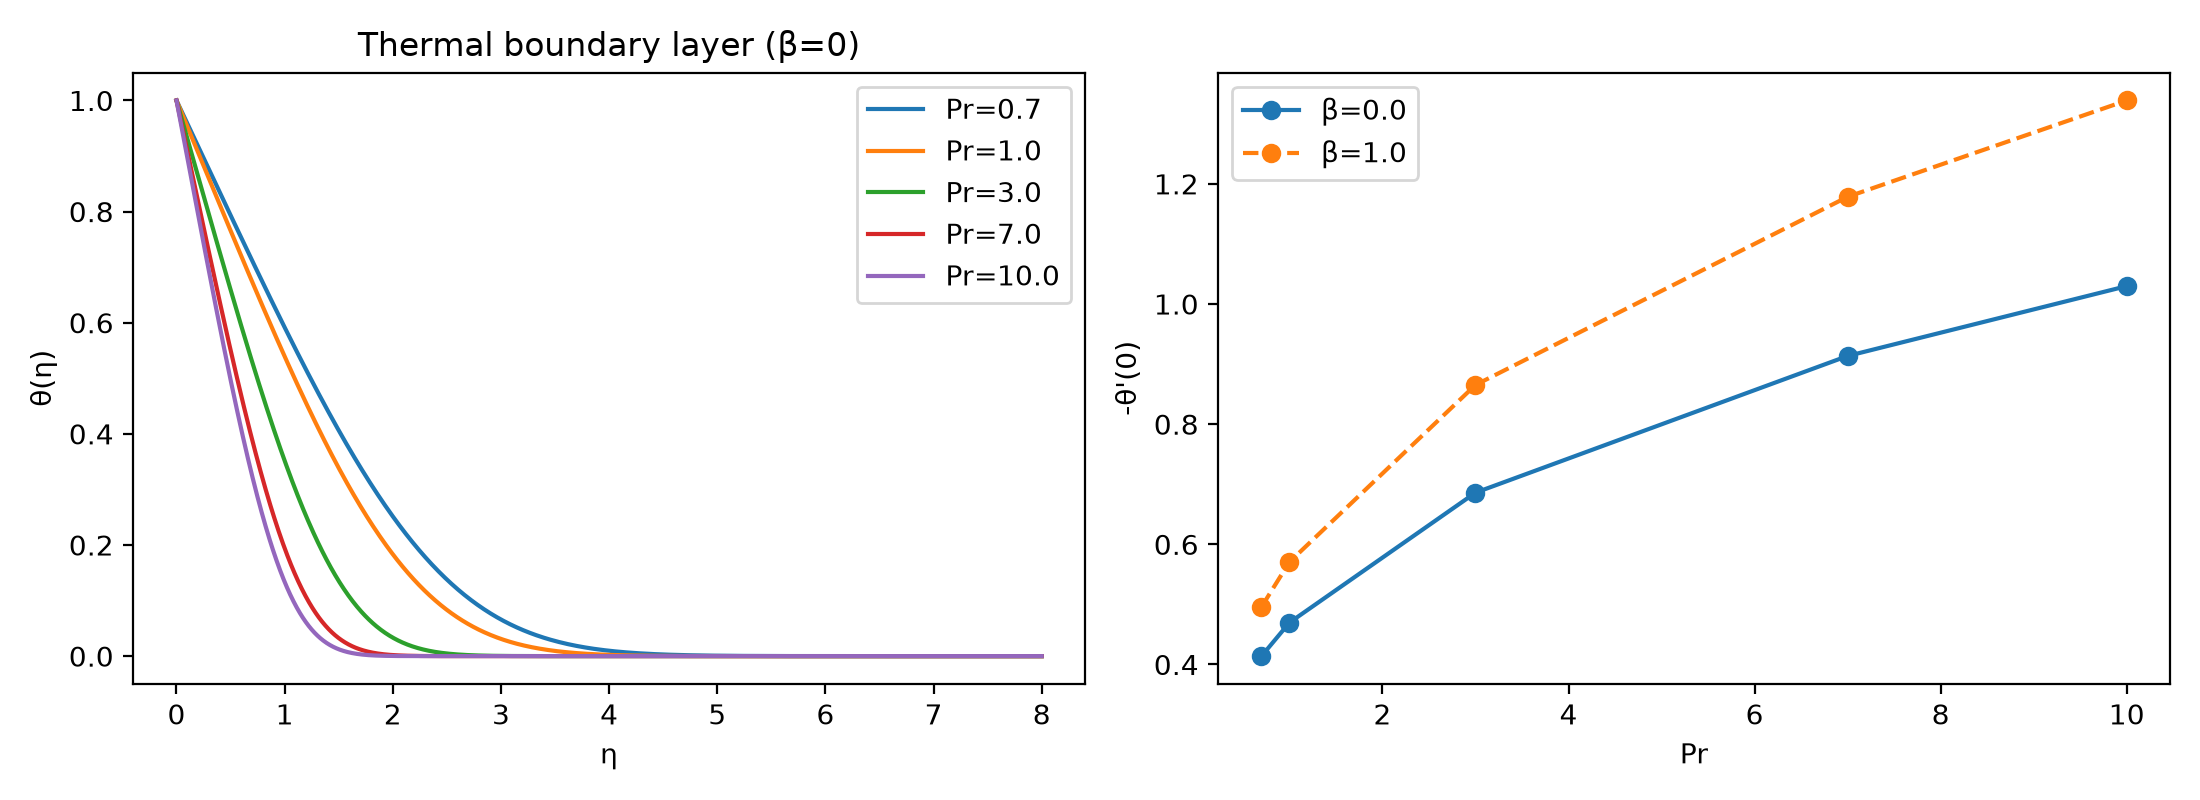 Thermal boundary layer (β=0)
θ(η)
1.0
0.8
0.6
0.4
0.2
0.0
0 1 2 3 4 5 6 7 8
η
Pr=0.7
Pr=1.0
Pr=3.0
Pr=7.0
Pr=10.0
-θ'(0)
1.2
1.0
0.8
0.6
0.4
2 4 6 8 10
Pr
β=0.0
β=1.0